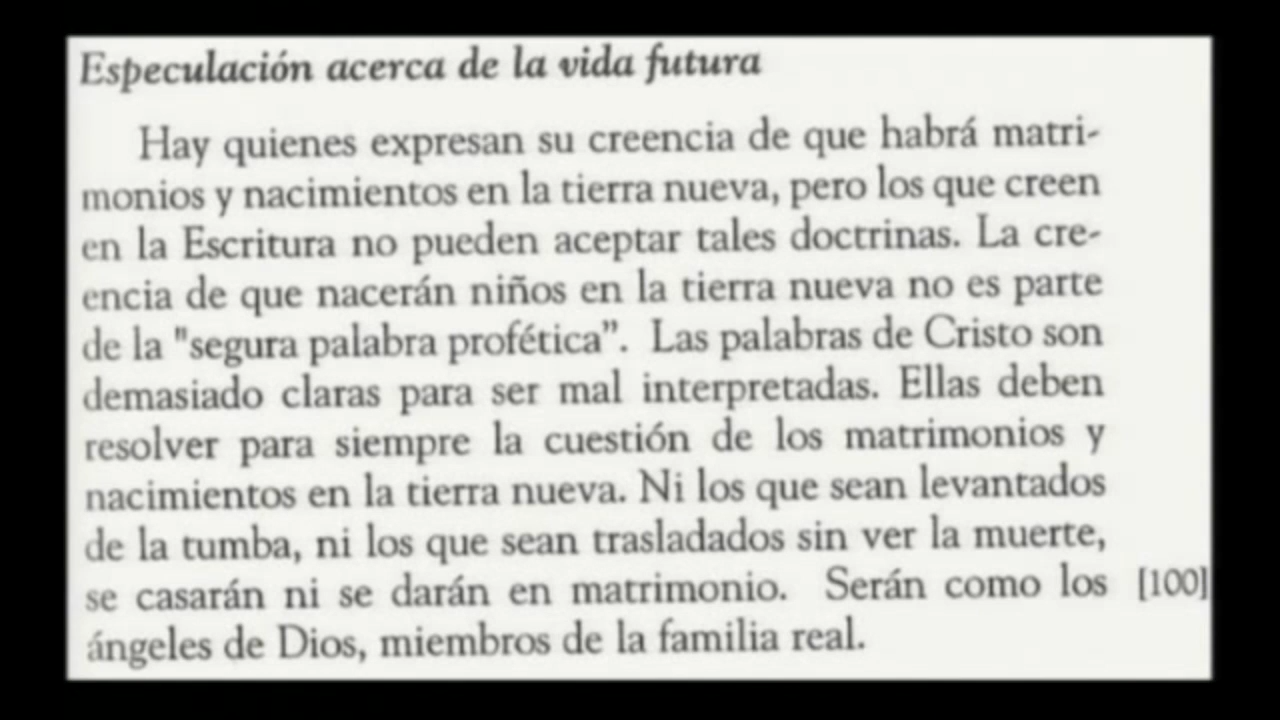 Especulación acerca de la vida futura
Hay quienes expresan su creencia de que habrá matri-
monios y nacimientos en la tierra nueva, pero los que creen
en la Escritura no pueden aceptar tales doctrinas. La cre-
encia de que nacerán niños en la tierra nueva no es parte
de la "segura palabra profética”. Las palabras de Cristo son
demasiado claras para ser mal interpretadas. Ellas deben
resolver para siempre la cuestión de los matrimonios y
nacimientos en la tierra nueva. Ni los que sean levantados
de la tumba, ni los que sean trasladados sin ver la muerte,
se casarán ni se darán en matrimonio. Serán como los [100]
ángeles de Dios, miembros de la familia real.